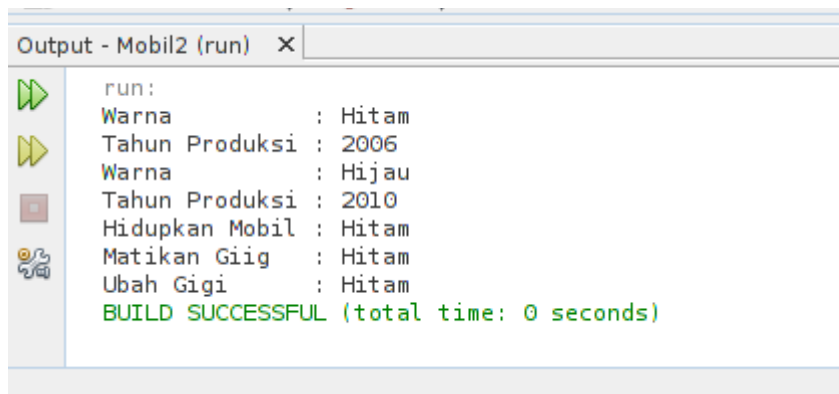 Output - Mobil2 (run) X
run:
Warna : Hitam
Tahun Produksi : 2006
Warna : Hijau
Tahun Produksi : 2010
Hidupkan Mobil : Hitam
Matikan Giig : Hitam
Ubah Gigi : Hitam
BUILD SUCCESSFUL (total time: 0 seconds)